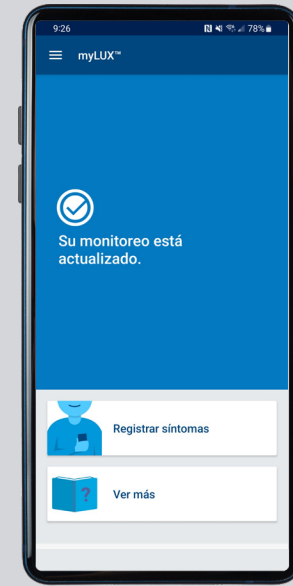 9:26
78%
myLUX™
Su monitoreo está
actualizado.
Registrar síntomas
?
Ver más